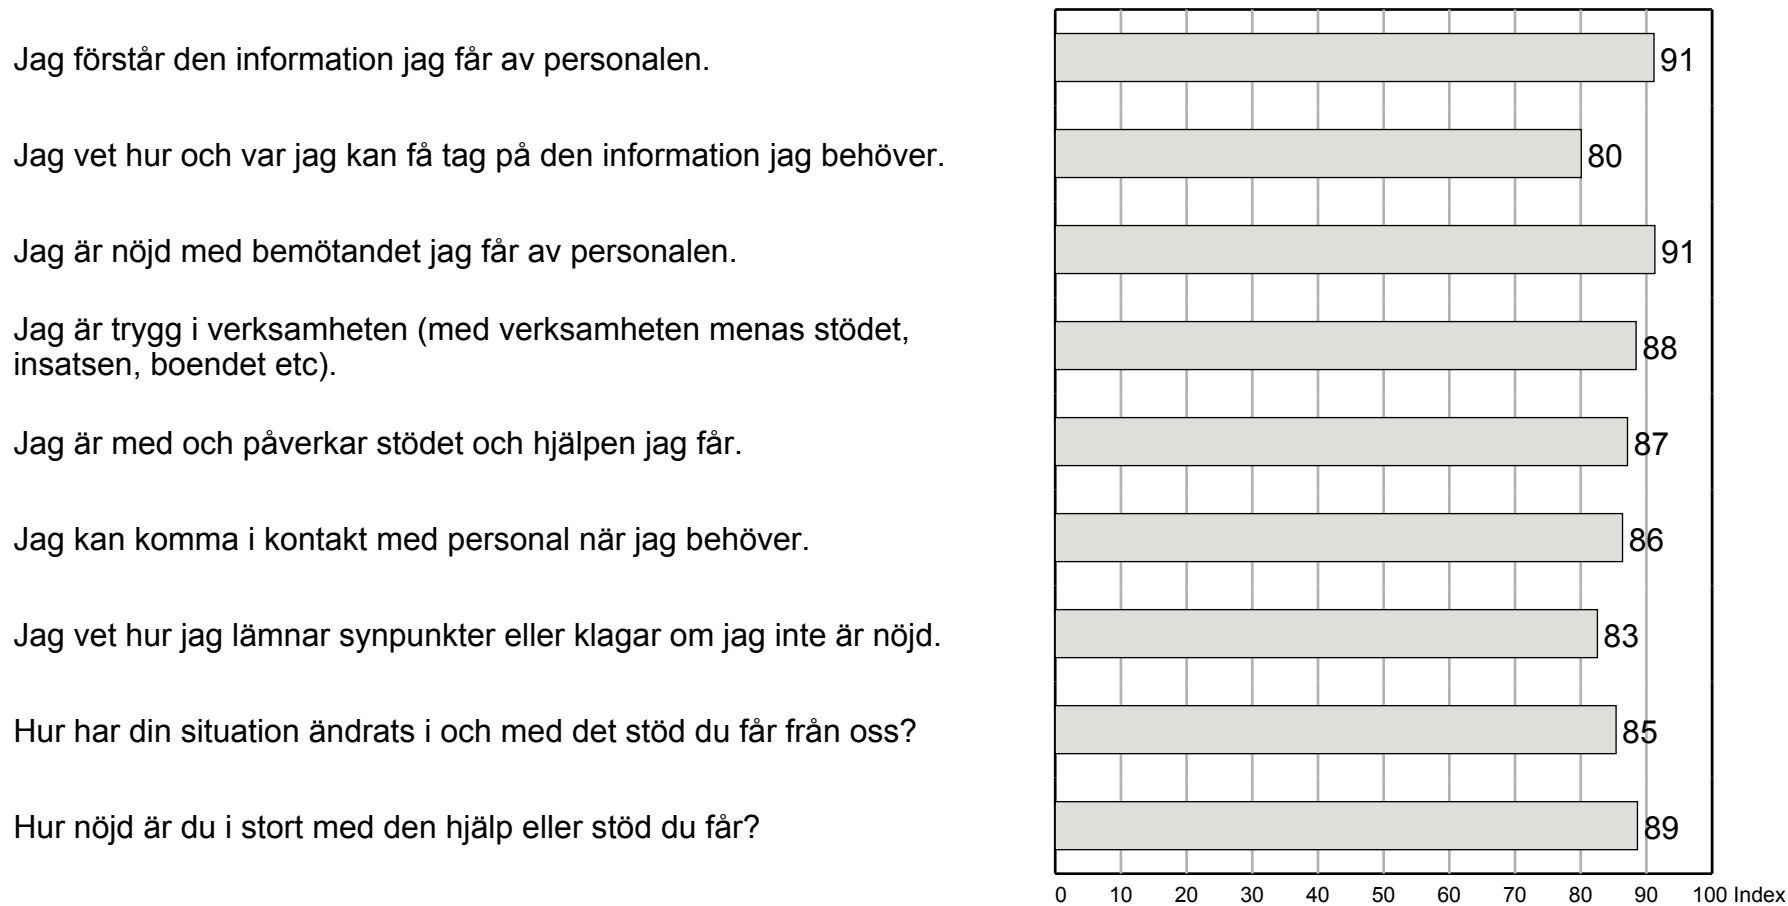 Jag förstår den information jag får av personalen.
91
Jag vet hur och var jag kan få tag på den information jag behöver.
80
Jag är nöjd med bemötandet jag får av personalen.
91
Jag är trygg i verksamheten (med verksamheten menas stödet,
insatsen, boendet etc).
88
Jag är med och påverkar stödet och hjälpen jag får.
87
Jag kan komma i kontakt med personal när jag behöver.
86
Jag vet hur jag lämnar synpunkter eller klagar om jag inte är nöjd.
83
Hur har din situation ändrats i och med det stöd du får från oss?
85
Hur nöjd är du i stort med den hjälp eller stöd du får?
89
0 10 20 30 40 50 60 70 80 90 100 Index